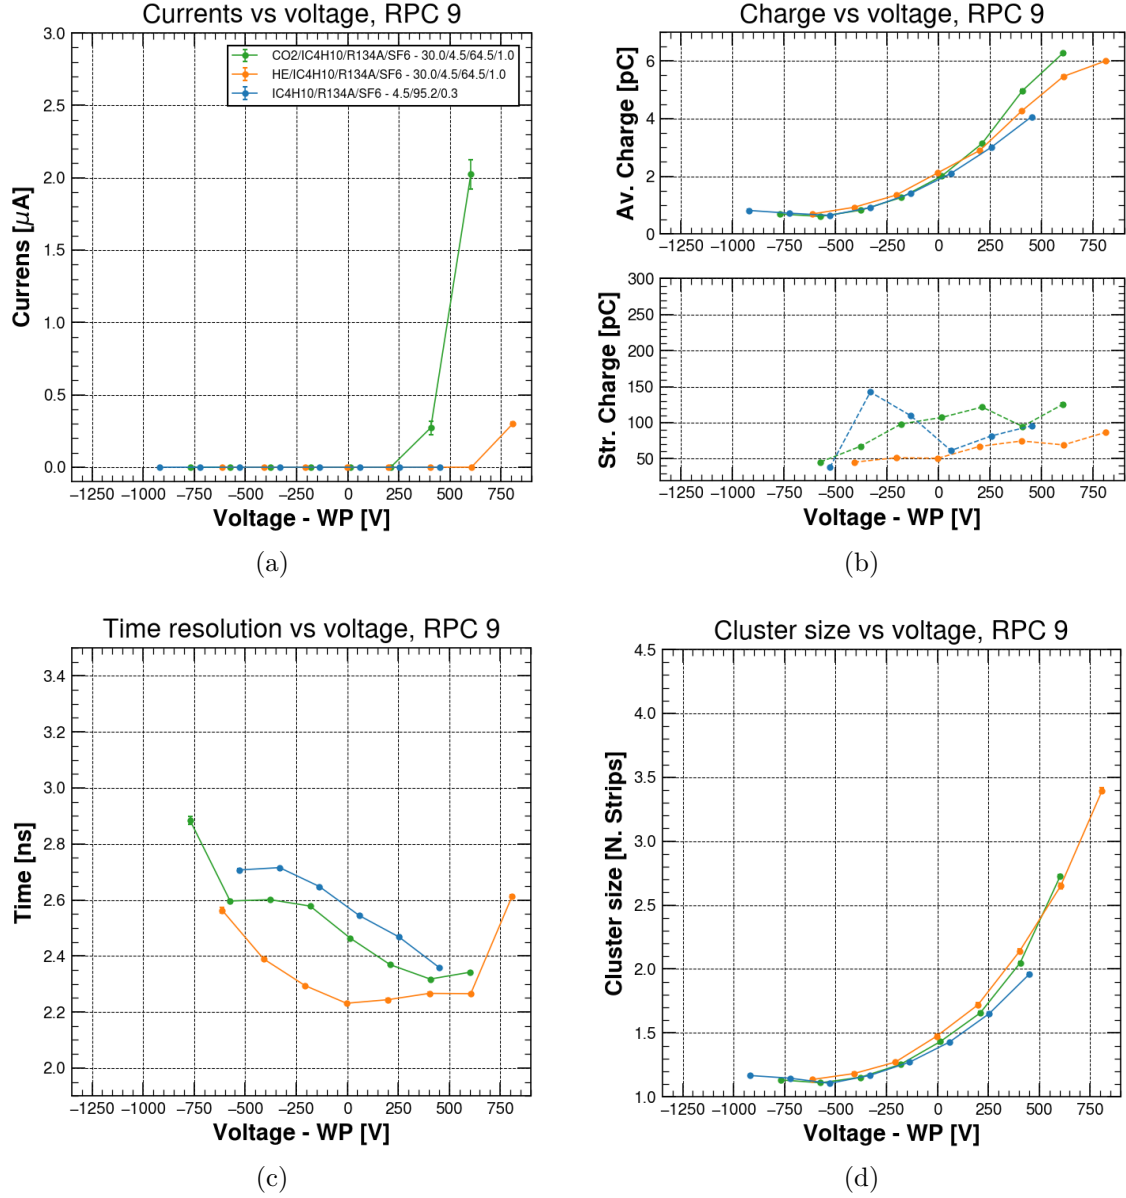 Currents vs voltage, RPC 9
3.0
2.5
2.0
1.5
1.0
0.5
0.0
Currens [μA]
CO2/IC4H10/R134A/SF6 - 30.0/4.5/64.5/1.0
HE/IC4H10/R134A/SF6 - 30.0/4.5/64.5/1.0
IC4H10/R134A/SF6 - 4.5/95.2/0.3
−1250 −1000 −750 −500 −250 0 250 500 750
Voltage - WP [V]
(a)
Charge vs voltage, RPC 9
6
4
2
0
Av. Charge [pC]
−1250 −1000 −750 −500 −250 0 250 500 750
300
250
200
150
100
50
Str. Charge [pC]
−1250 −1000 −750 −500 −250 0 250 500 750
Voltage - WP [V]
(b)
Time resolution vs voltage, RPC 9
3.4
3.2
3.0
2.8
2.6
2.4
2.2
2.0
Time [ns]
−1250 −1000 −750 −500 −250 0 250 500 750
Voltage - WP [V]
(c)
Cluster size vs voltage, RPC 9
4.5
4.0
3.5
3.0
2.5
2.0
1.5
1.0
Cluster size [N. Strips]
−1250 −1000 −750 −500 −250 0 250 500 750
Voltage - WP [V]
(d)